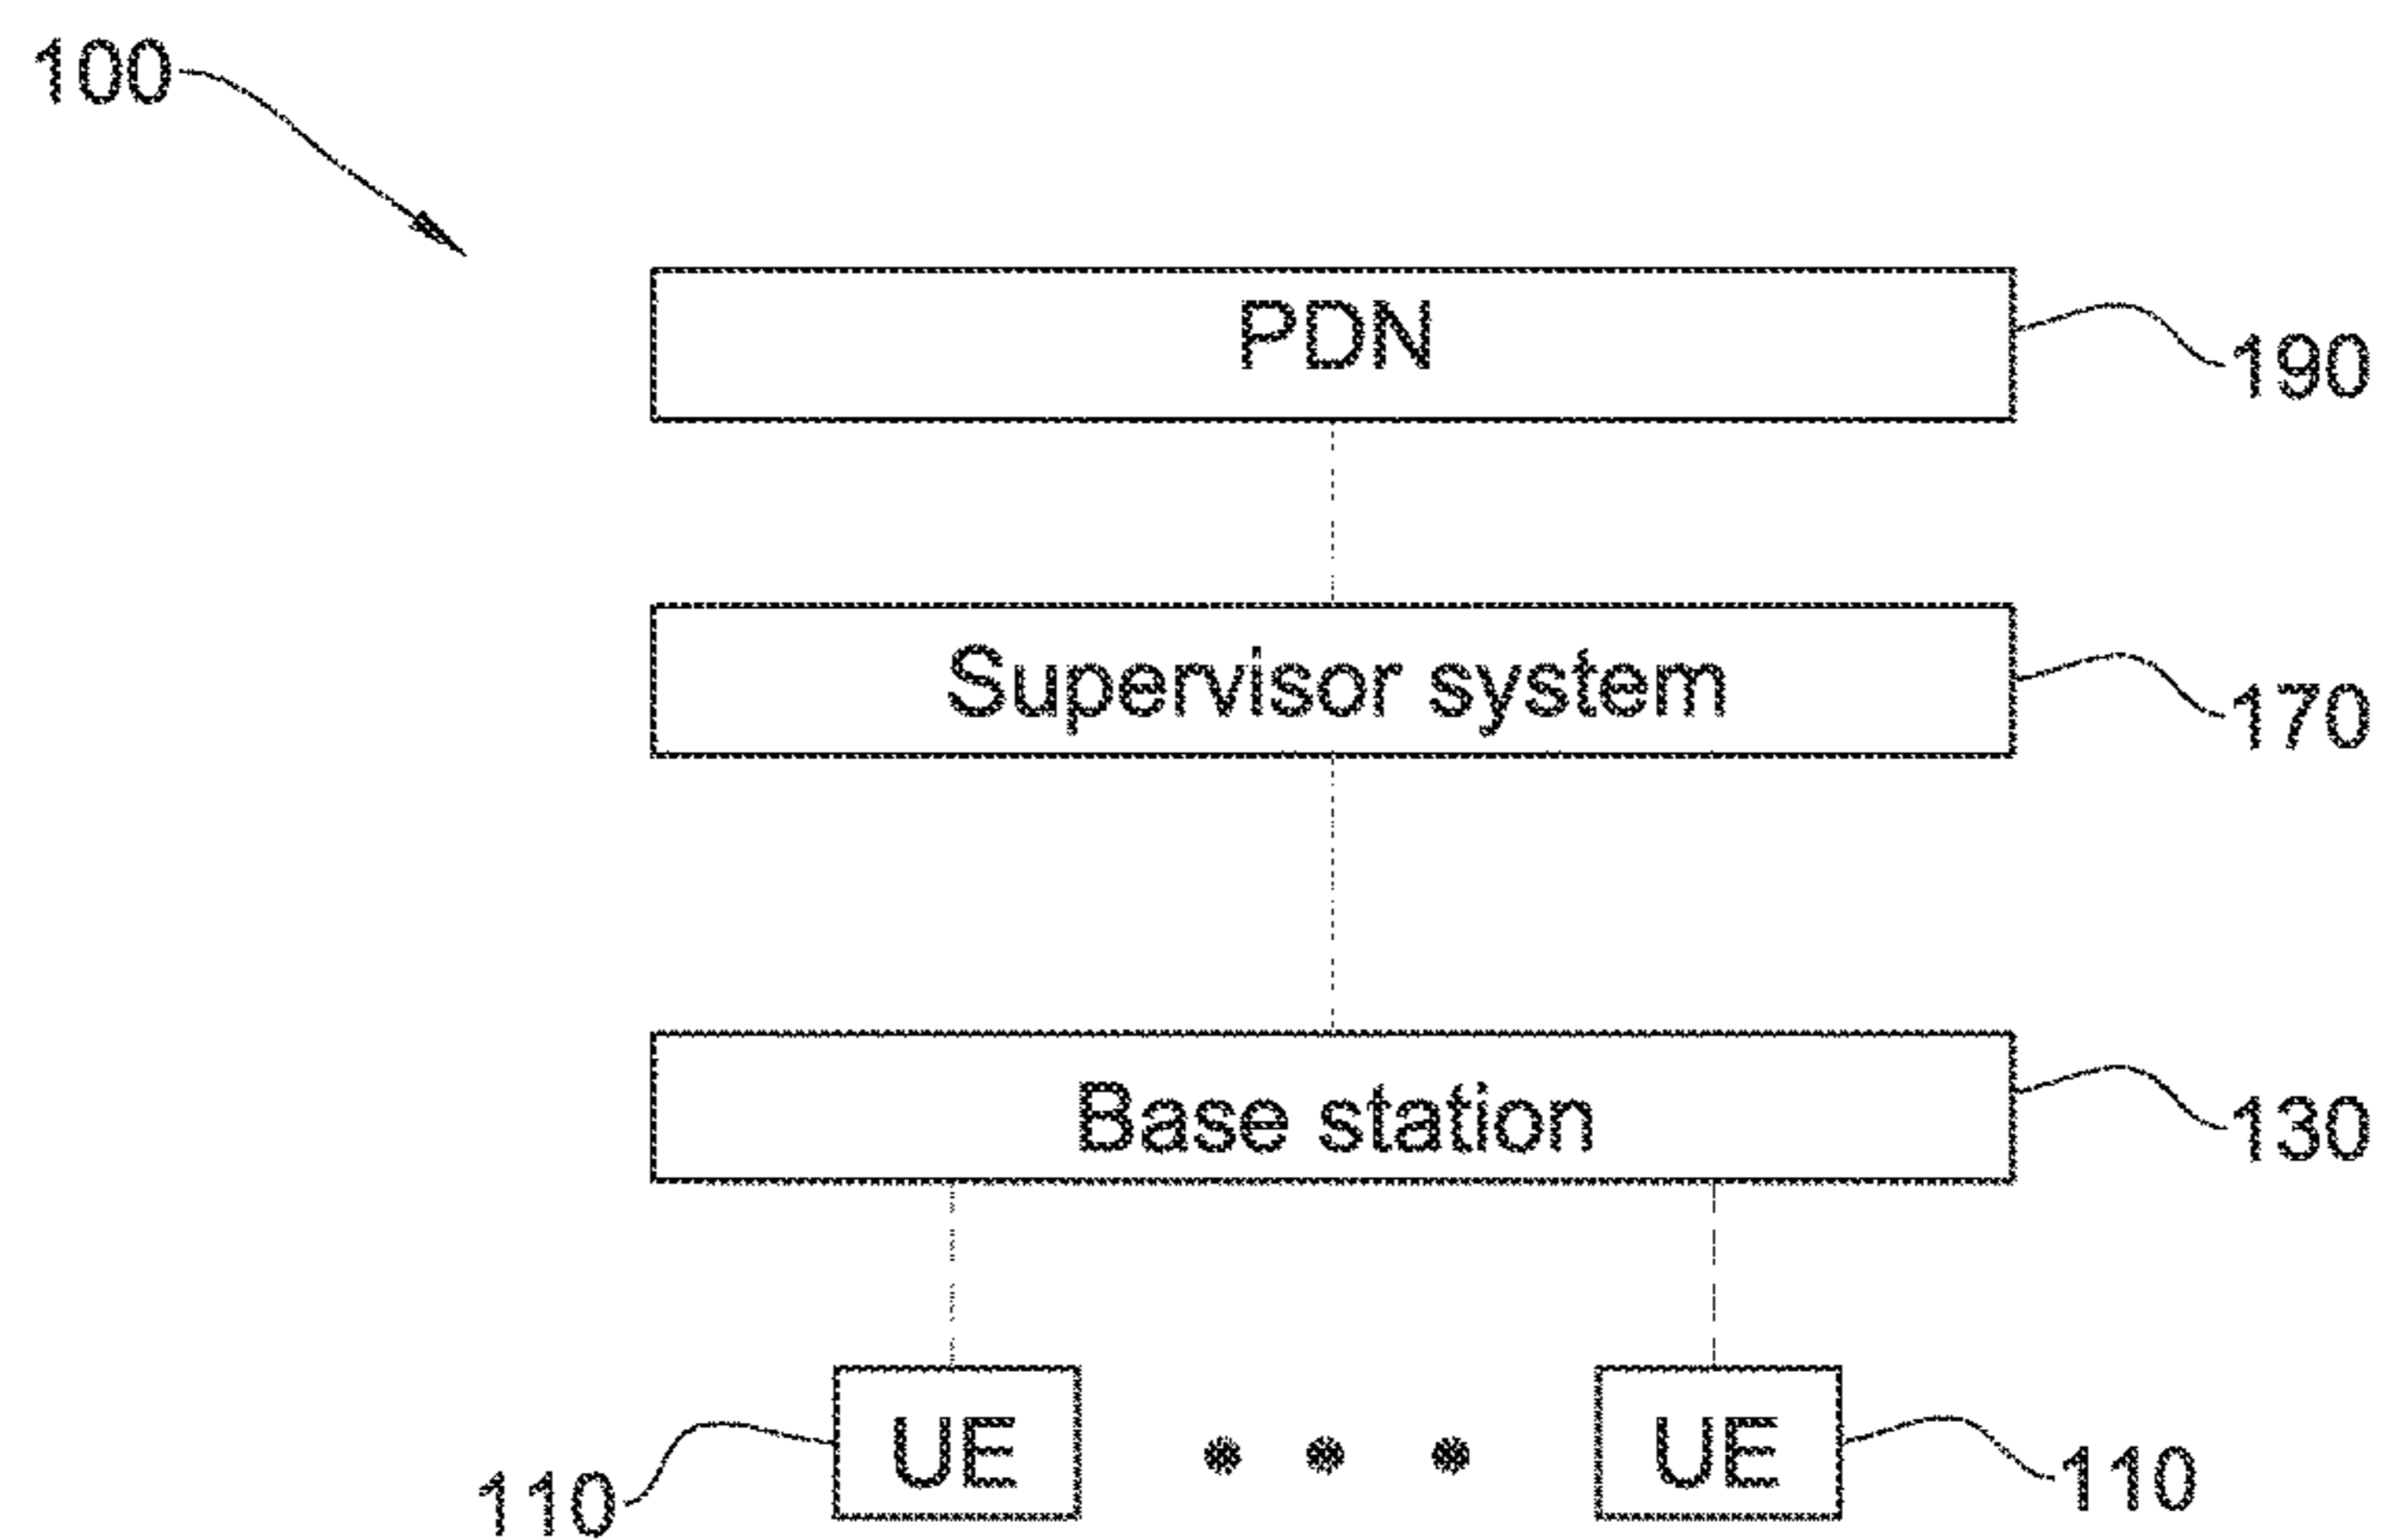 100
PDN
190
Supervisor system
170
Base station
130
UE
UE
110
110